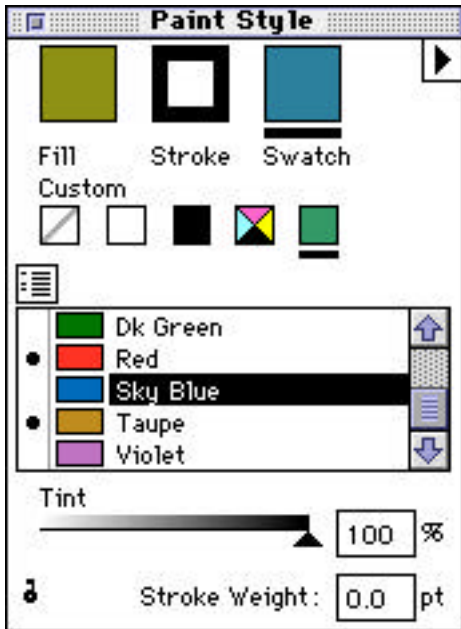 Paint Style
Fill Stroke Swatch
Custom
Dk Green
Red
Sky Blue
Taupe
Violet
Tint
100 %
Stroke Weight: 0.0 pt